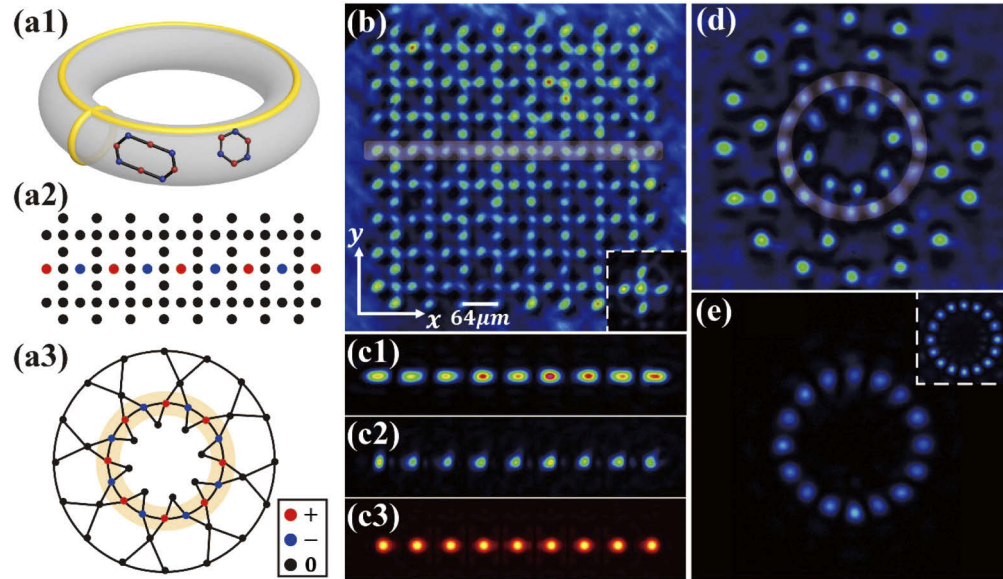 (a1)
(a2)
(a3)
+
−
0
(b)
y
x
64μm
(c1)
(c2)
(c3)
(d)
(e)